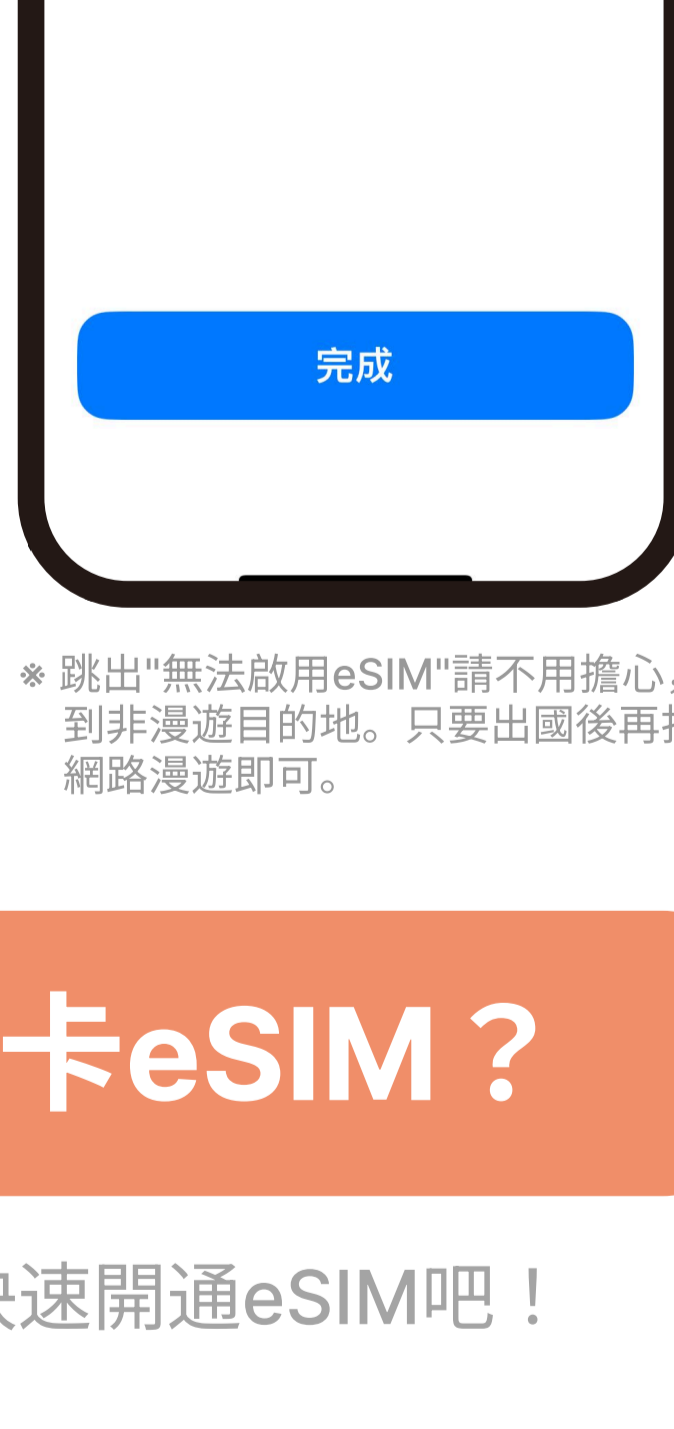 完成
※ 跳出"無法啟用eSIM"請不用擔心，
到非漫遊目的地。只要出國後再
網路漫遊即可。
卡eSIM？
速開通eSIM吧！